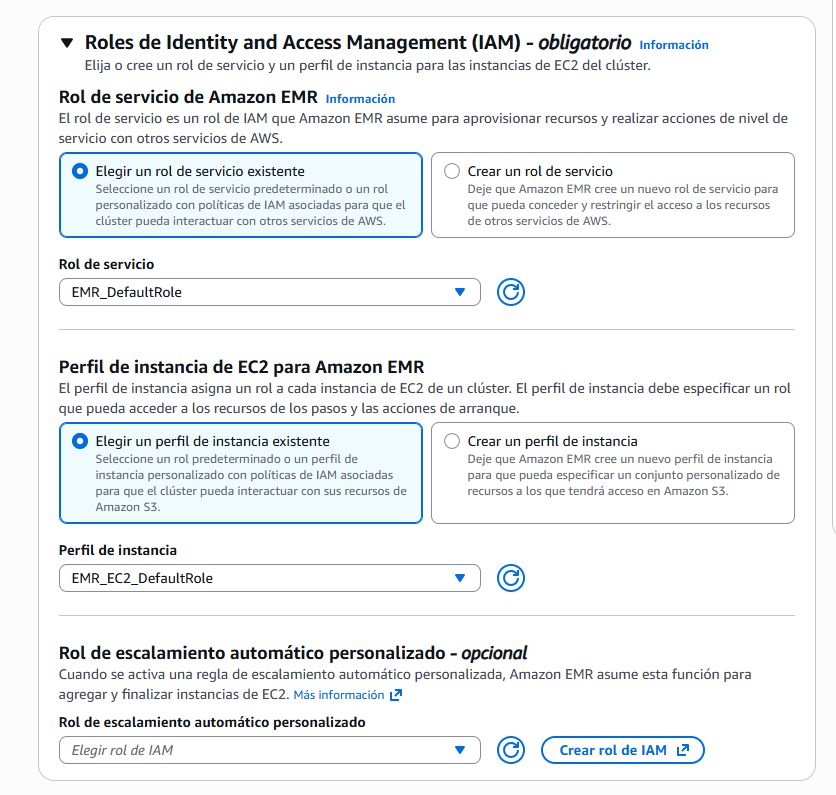 Roles de Identity and Access Management (IAM) - obligatorio Información
Elija o cree un rol de servicio y un perfil de instancia para las instancias de EC2 del clúster.
Rol de servicio de Amazon EMR Información
El rol de servicio es un rol de IAM que Amazon EMR asume para aprovisionar recursos y realizar acciones de nivel de
servicio con otros servicios de AWS.
Elegir un rol de servicio existente
Seleccione un rol de servicio predeterminado o un rol
personalizado con políticas de IAM asociadas para que el
clúster pueda interactuar con otros servicios de AWS.
Crear un rol de servicio
Deje que Amazon EMR cree un nuevo rol de servicio para
que pueda conceder y restringir el acceso a los recursos
de otros servicios de AWS.
Rol de servicio
EMR_DefaultRole
Perfil de instancia de EC2 para Amazon EMR
El perfil de instancia asigna un rol a cada instancia de EC2 de un clúster. El perfil de instancia debe especificar un rol
que pueda acceder a los recursos de los pasos y las acciones de arranque.
Elegir un perfil de instancia existente
Seleccione un rol predeterminado o un perfil de
instancia personalizado con políticas de IAM asociadas
para que el clúster pueda interactuar con sus recursos de
Amazon S3.
Crear un perfil de instancia
Deje que Amazon EMR cree un nuevo perfil de instancia
para que pueda especificar un conjunto personalizado de
recursos a los que tendrá acceso en Amazon S3.
Perfil de instancia
EMR_EC2_DefaultRole
Rol de escalamiento automático personalizado - opcional
Cuando se activa una regla de escalamiento automático personalizada, Amazon EMR asume esta función para
agregar y finalizar instancias de EC2. Más información
Rol de escalamiento automático personalizado
Elegir rol de IAM
Crear rol de IAM